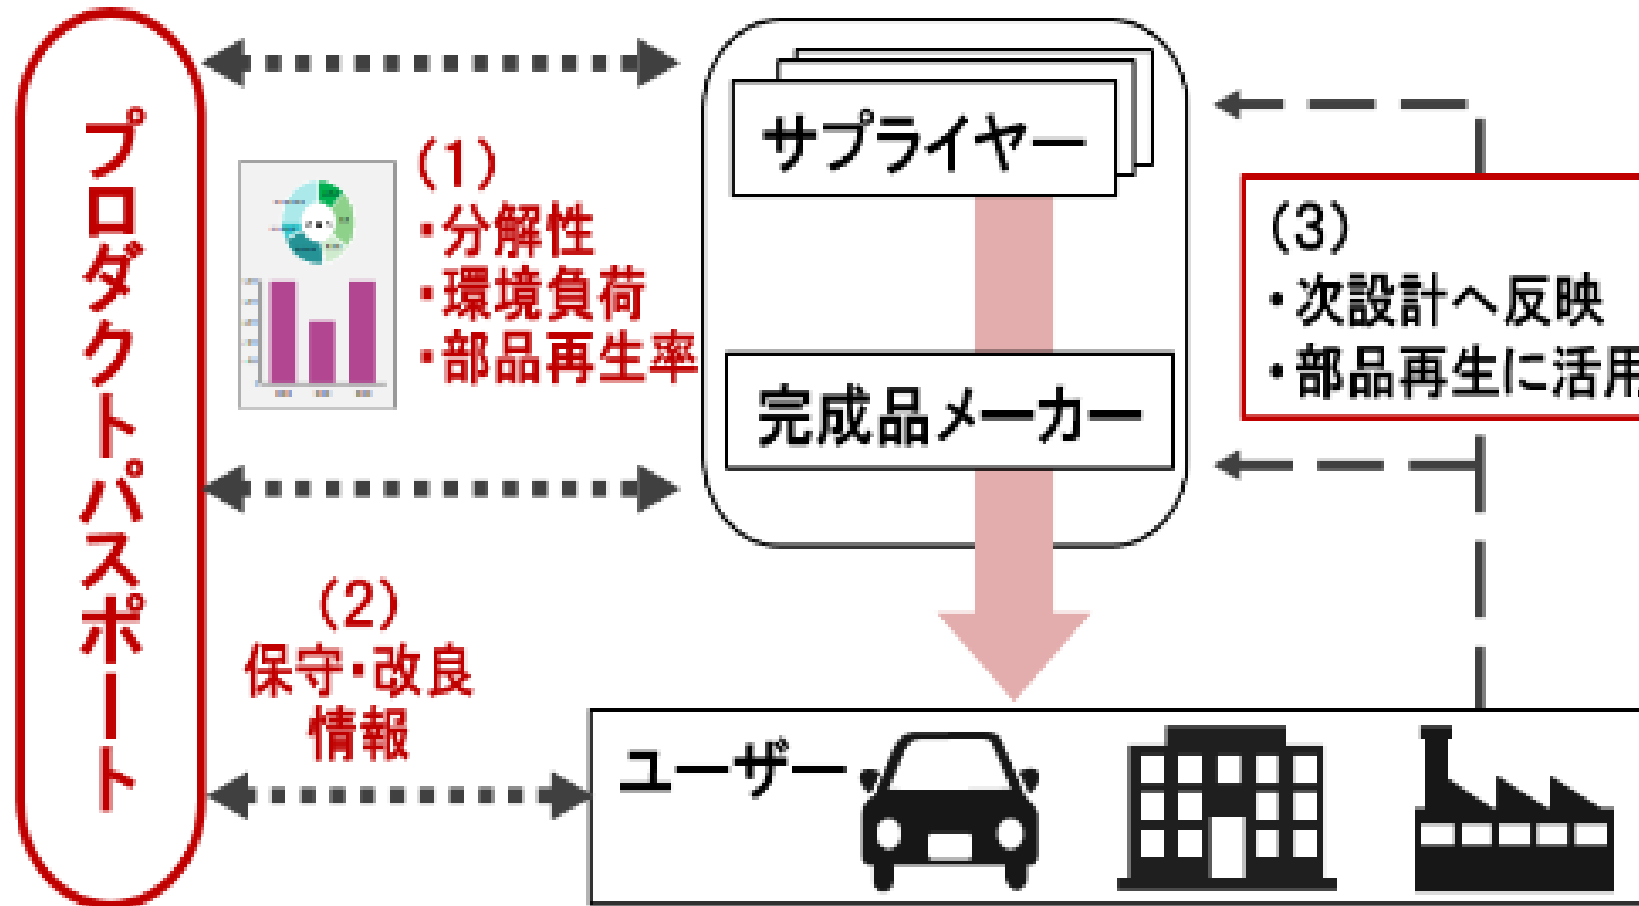 プロダクトパスポート
(1)
・分解性
・環境負荷
・部品再生率
サプライヤー
完成品メーカー
(3)
・次設計へ反映
・部品再生に活用
(2)
保守・改良
情報
ユーザー